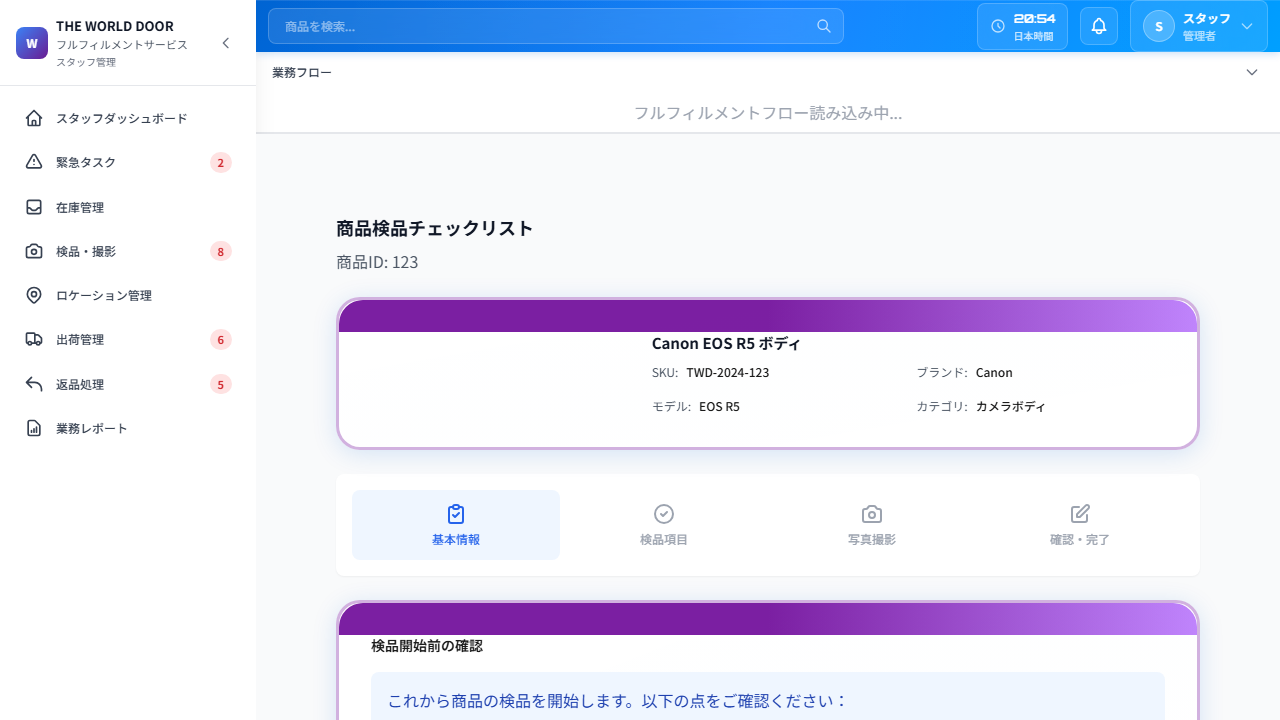 THE WORLD DOOR
W
フルフィルメントサービス
スタッフ管理
スタッフダッシュボード
緊急タスク 2
在庫管理
検品・撮影 8
ロケーション管理
出荷管理 6
返品処理 5
業務レポート
商品を検索...
20:54
日本時間
S
スタッフ
管理者
業務フロー
フルフィルメントフロー読み込み中...
商品検品チェックリスト
商品ID: 123
Canon EOS R5 ボディ
SKU: TWD-2024-123 ブランド: Canon
モデル: EOS R5 カテゴリ: カメラボディ
基本情報 検品項目 写真撮影 確認・完了
検品開始前の確認
これから商品の検品を開始します。以下の点をご確認ください：